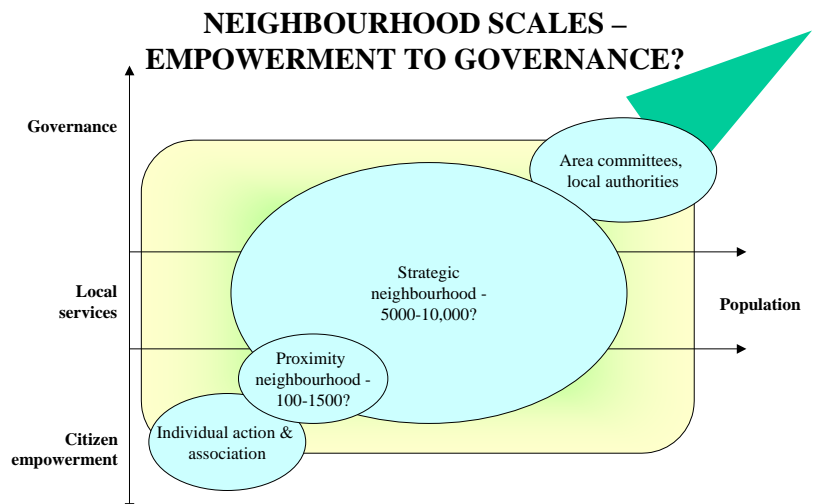 NEIGHBOURHOOD SCALES –
EMPOWERMENT TO GOVERNANCE?
Governance
Area committees,
local authorities
Local
services
Strategic
neighbourhood -
5000-10,000?
Population
Proximity
neighbourhood -
100-1500?
Citizen
empowerment
Individual action &
association